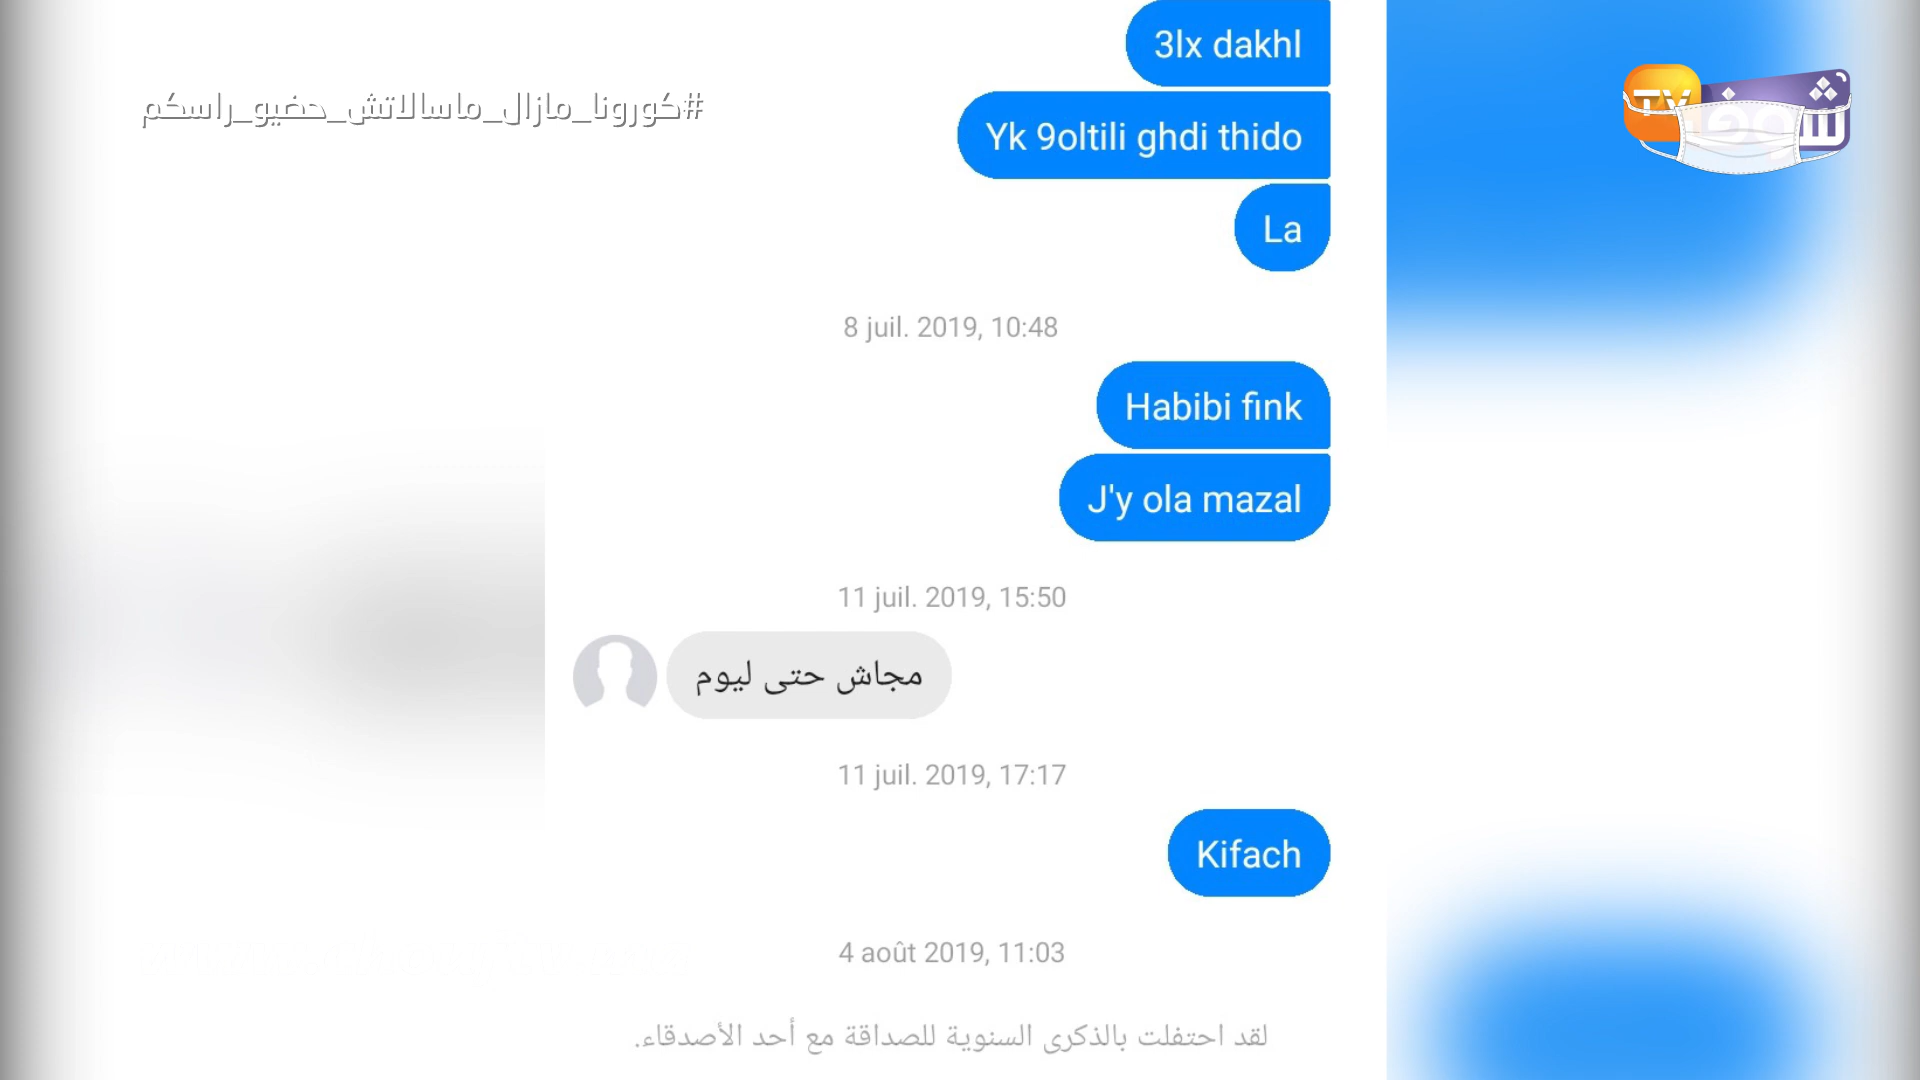 3lx dakhl
#كورونا_مازال_ماسالاتش_حضيو_راسكم
TV
شوف
Yk 9oltili ghdi thido
La
8 juil. 2019, 10:48
Habibi fink
J'y ola mazal
11 juil. 2019, 15:50
مجاش حتى ليوم
11 juil. 2019, 17:17
Kifach
4 août 2019, 11:03
لقد احتفلت بالذكرى السنوية للصداقة مع أحد الأصدقاء.